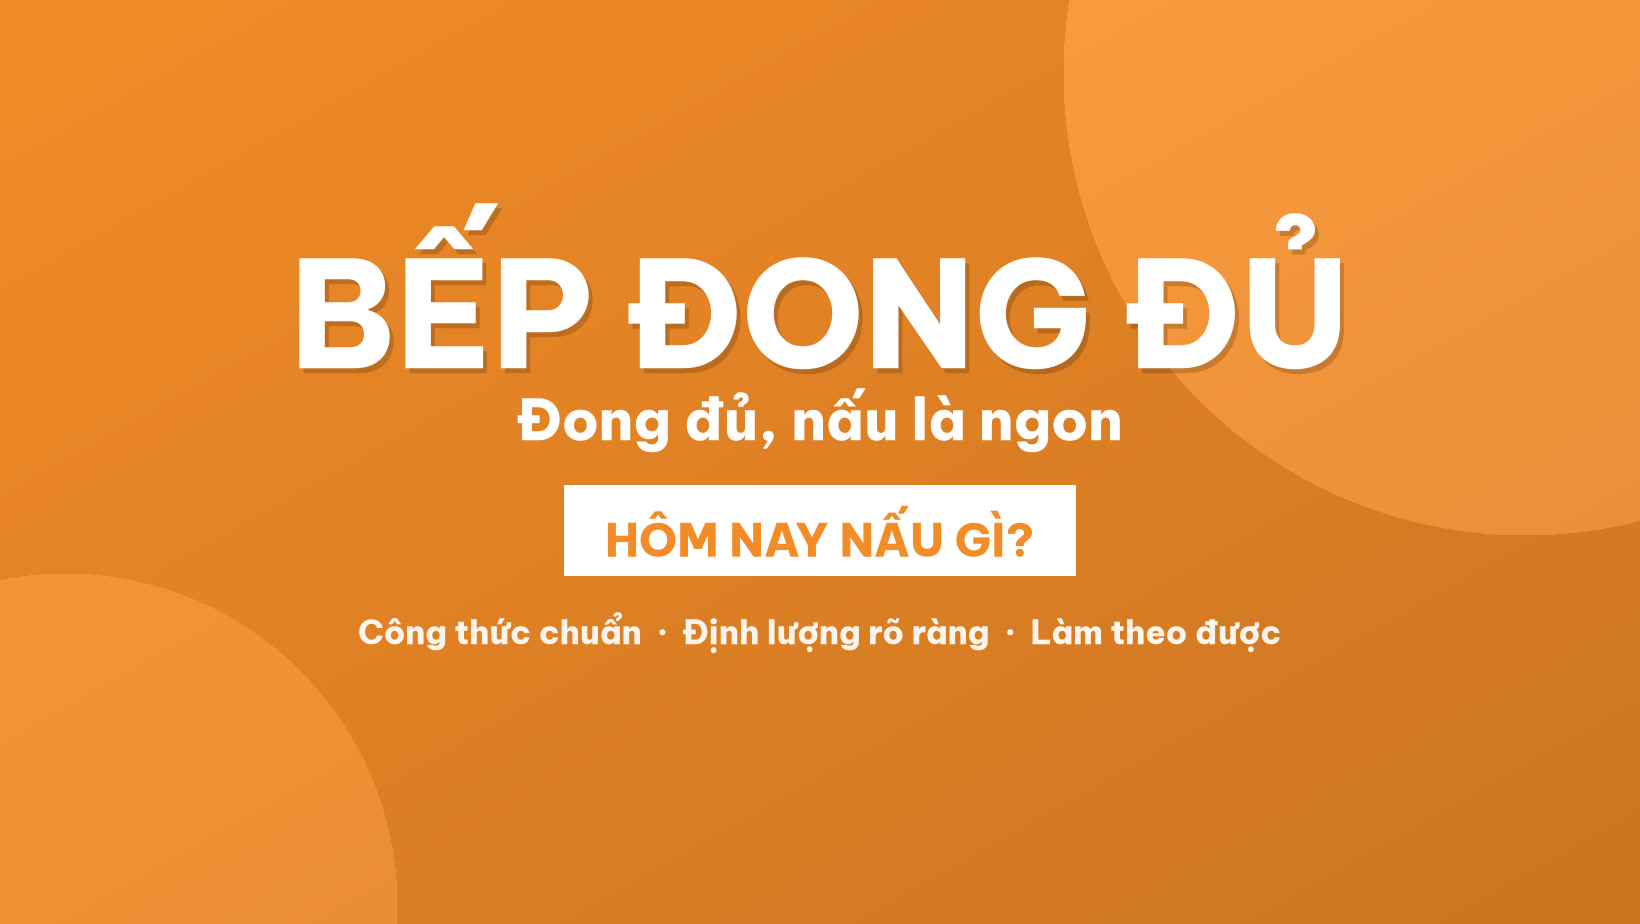 BẾP ĐONG ĐỦ
Đong đủ, nấu là ngon
HÔM NAY NẤU GÌ?
Công thức chuẩn · Định lượng rõ ràng · Làm theo được